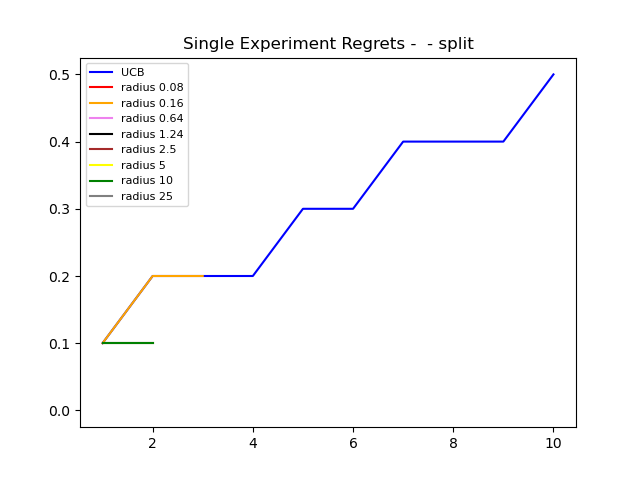 Single Experiment Regrets -  - split
UCB
radius 0.08
radius 0.16
radius 0.64
radius 1.24
radius 2.5
radius 5
radius 10
radius 25
0.5
0.4
0.3
0.2
0.1
0.0
2 4 6 8 10